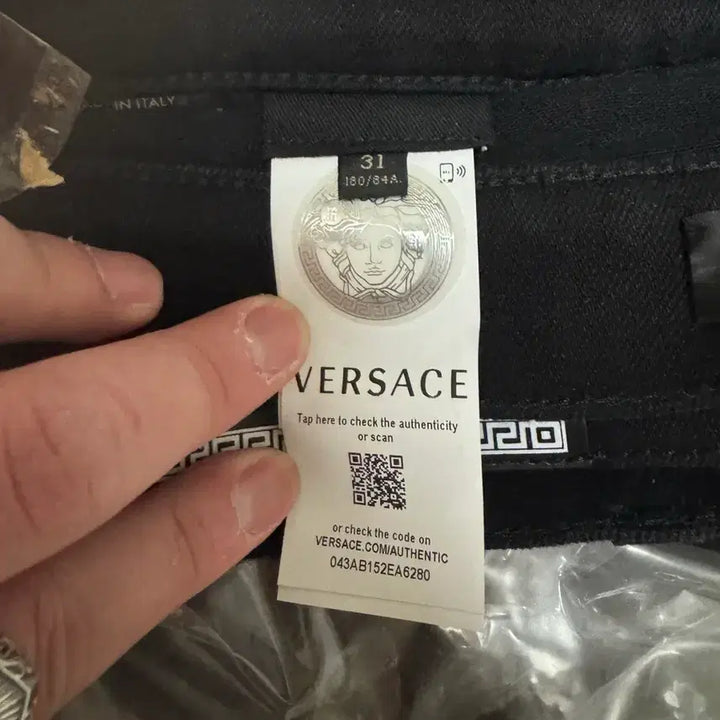 IN ITALY
31
180/84A
VERSACE
Tap here to check the authenticity
or scan
or check the code on
VERSACE.COM/AUTHENTIC
043AB152EA6280